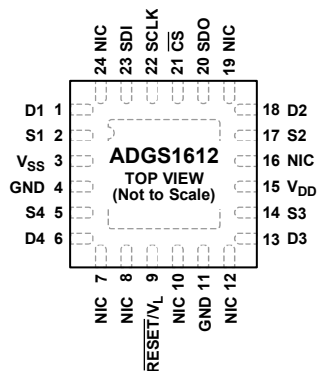 24 NIC
23 SDI
22 SCLK
21 C̅S̅
20 SDO
19 NIC
D1 1
S1 2
VSS 3
GND 4
S4 5
D4 6
ADGS1612
TOP VIEW
(Not to Scale)
18 D2
17 S2
16 NIC
15 VDD
14 S3
13 D3
NIC 7
NIC 8
R̅E̅S̅E̅T̅/VL 9
NIC 10
GND 11
NIC 12